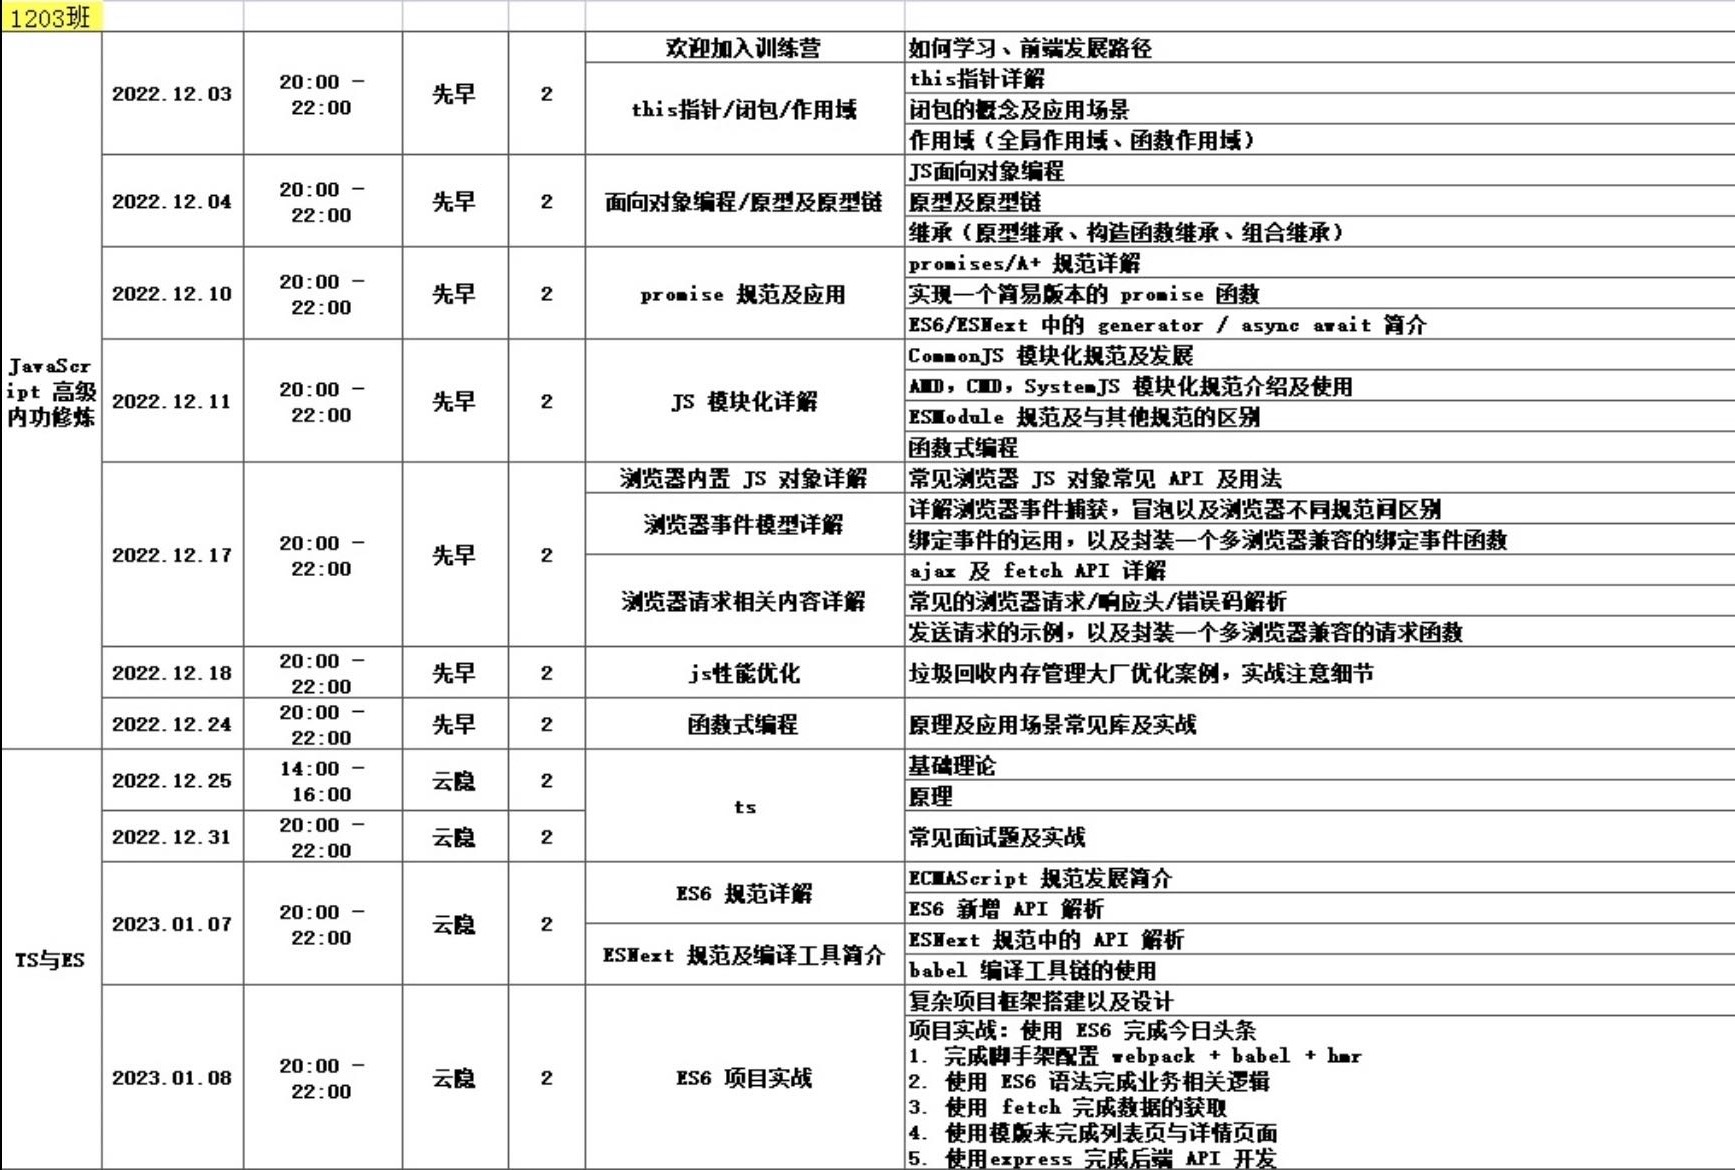 1203班
JavaScr
ipt 高级
内功修炼
2022.12.03
20:00 -
22:00
先早
2
欢迎加入训练营
如何学习、前端发展路径
this指针/闭包/作用域
this指针详解
闭包的概念及应用场景
作用域（全局作用域、函数作用域）
2022.12.04
20:00 -
22:00
先早
2
面向对象编程/原型及原型链
JS面向对象编程
原型及原型链
继承（原型继承、构造函数继承、组合继承）
2022.12.10
20:00 -
22:00
先早
2
promise 规范及应用
promises/A+ 规范详解
实现一个简易版本的 promise 函数
ES6/ESNext 中的 generator / async await 简介
2022.12.11
20:00 -
22:00
先早
2
JS 模块化详解
CommonJS 模块化规范及发展
AMD，CMD，SystemJS 模块化规范介绍及使用
ESModule 规范及与其他规范的区别
函数式编程
2022.12.17
20:00 -
22:00
先早
2
浏览器内置 JS 对象详解
常见浏览器 JS 对象常见 API 及用法
浏览器事件模型详解
详解浏览器事件捕获，冒泡以及浏览器不同规范间区别
绑定事件的运用，以及封装一个多浏览器兼容的绑定事件函数
浏览器请求相关内容详解
ajax 及 fetch API 详解
常见的浏览器请求/响应头/错误码解析
发送请求的示例，以及封装一个多浏览器兼容的请求函数
2022.12.18
20:00 -
22:00
先早
2
js性能优化
垃圾回收内存管理大厂优化案例，实战注意细节
2022.12.24
20:00 -
22:00
先早
2
函数式编程
原理及应用场景常见库及实战
TS与ES
2022.12.25
14:00 -
16:00
云隐
2
ts
基础理论
原理
2022.12.31
20:00 -
22:00
云隐
2
常见面试题及实战
2023.01.07
20:00 -
22:00
云隐
2
ES6 规范详解
ECMAScript 规范发展简介
ES6 新增 API 解析
ESNext 规范及编译工具简介
ESNext 规范中的 API 解析
babel 编译工具链的使用
2023.01.08
20:00 -
22:00
云隐
2
ES6 项目实战
复杂项目框架搭建以及设计
项目实战：使用 ES6 完成今日头条
1. 完成脚手架配置 webpack + babel + hmr
2. 使用 ES6 语法完成业务相关逻辑
3. 使用 fetch 完成数据的获取
4. 使用模版来完成列表页与详情页面
5. 使用express 完成后端 API 开发